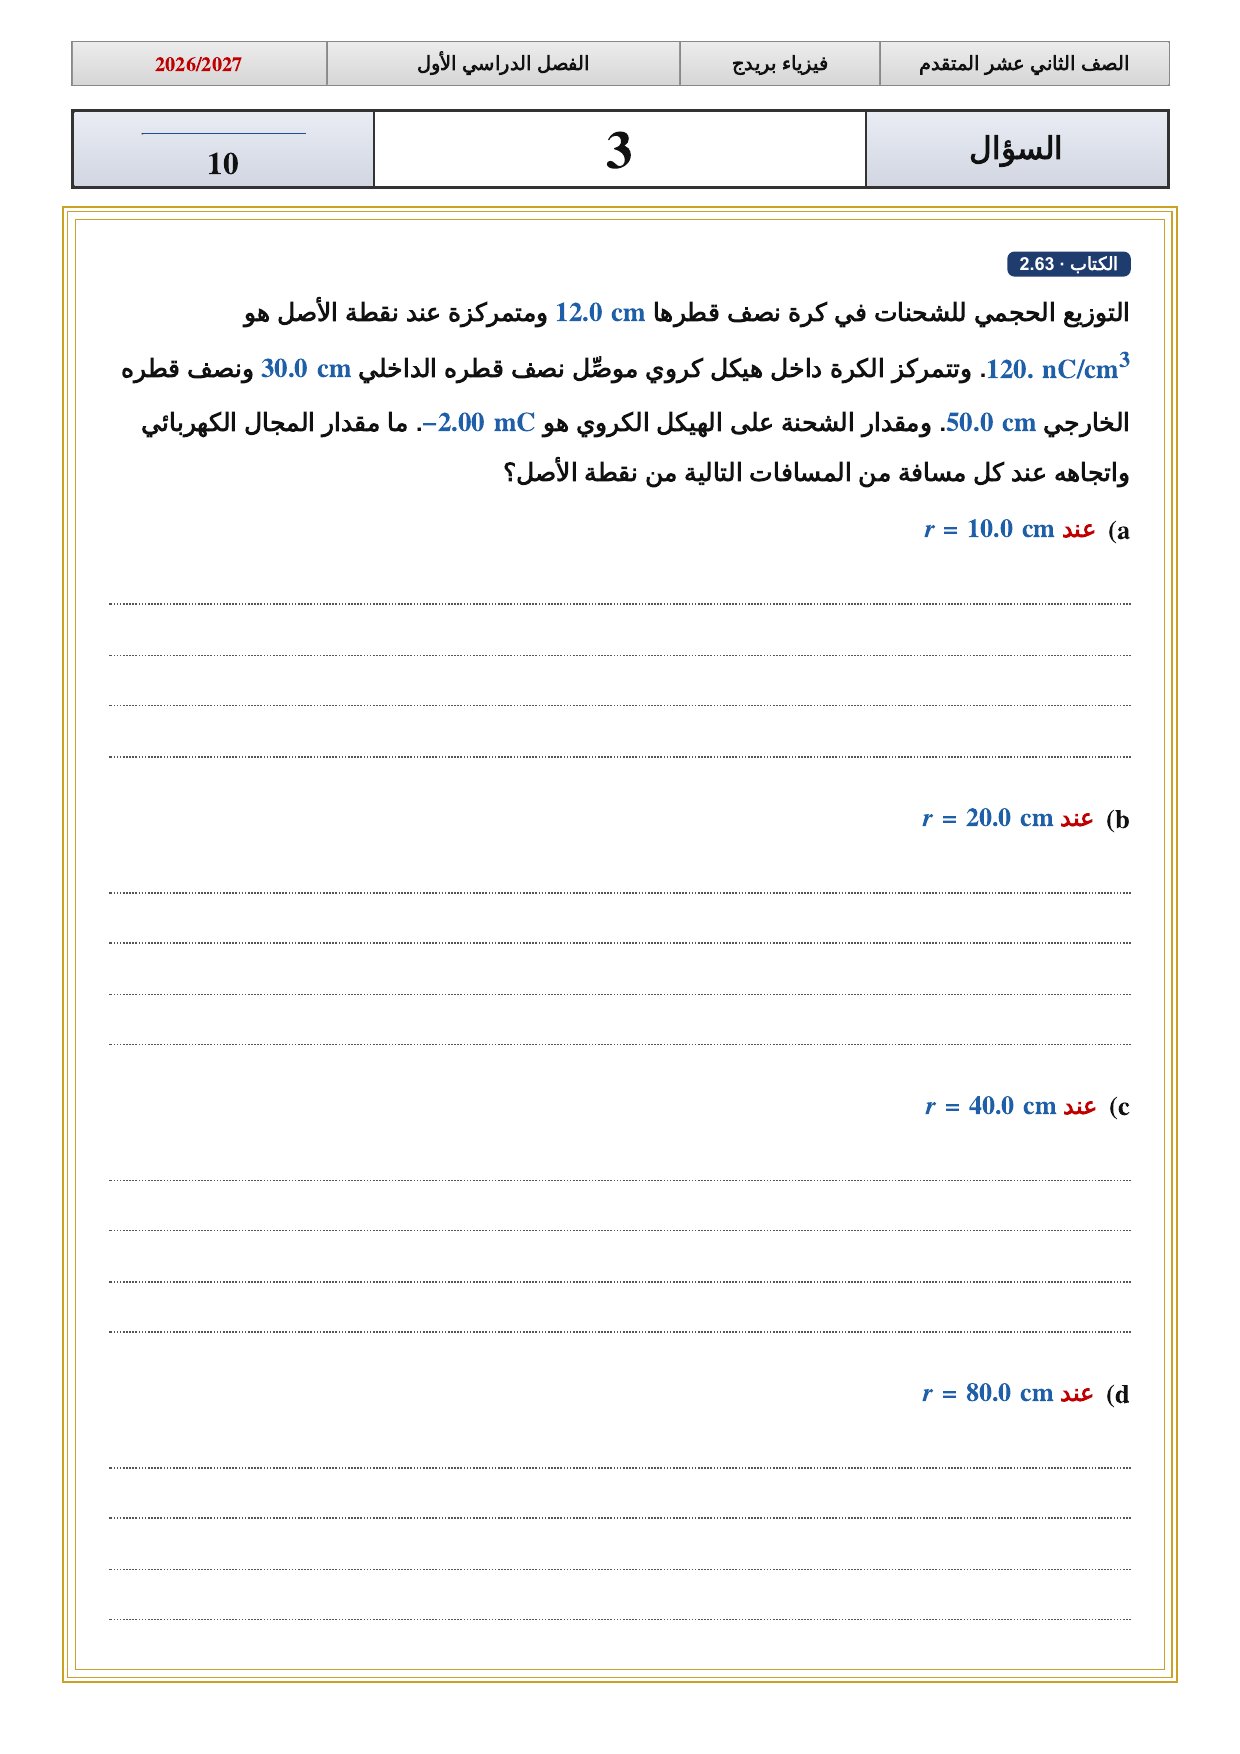 الصف الثاني عشر المتقدم فيزياء بريدج الفصل الدراسي الأول 2026/2027
السؤال 3 10
الكتاب · 2.63
التوزيع الحجمي للشحنات في كرة نصف قطرها 12.0 cm ومتمركزة عند نقطة الأصل هو
120. nC/cm³. وتتمركز الكرة داخل هيكل كروي موصِّل نصف قطره الداخلي 30.0 cm ونصف قطره
الخارجي 50.0 cm. ومقدار الشحنة على الهيكل الكروي هو −2.00 mC. ما مقدار المجال الكهربائي
واتجاهه عند كل مسافة من المسافات التالية من نقطة الأصل؟
a) عند r = 10.0 cm
b) عند r = 20.0 cm
c) عند r = 40.0 cm
d) عند r = 80.0 cm